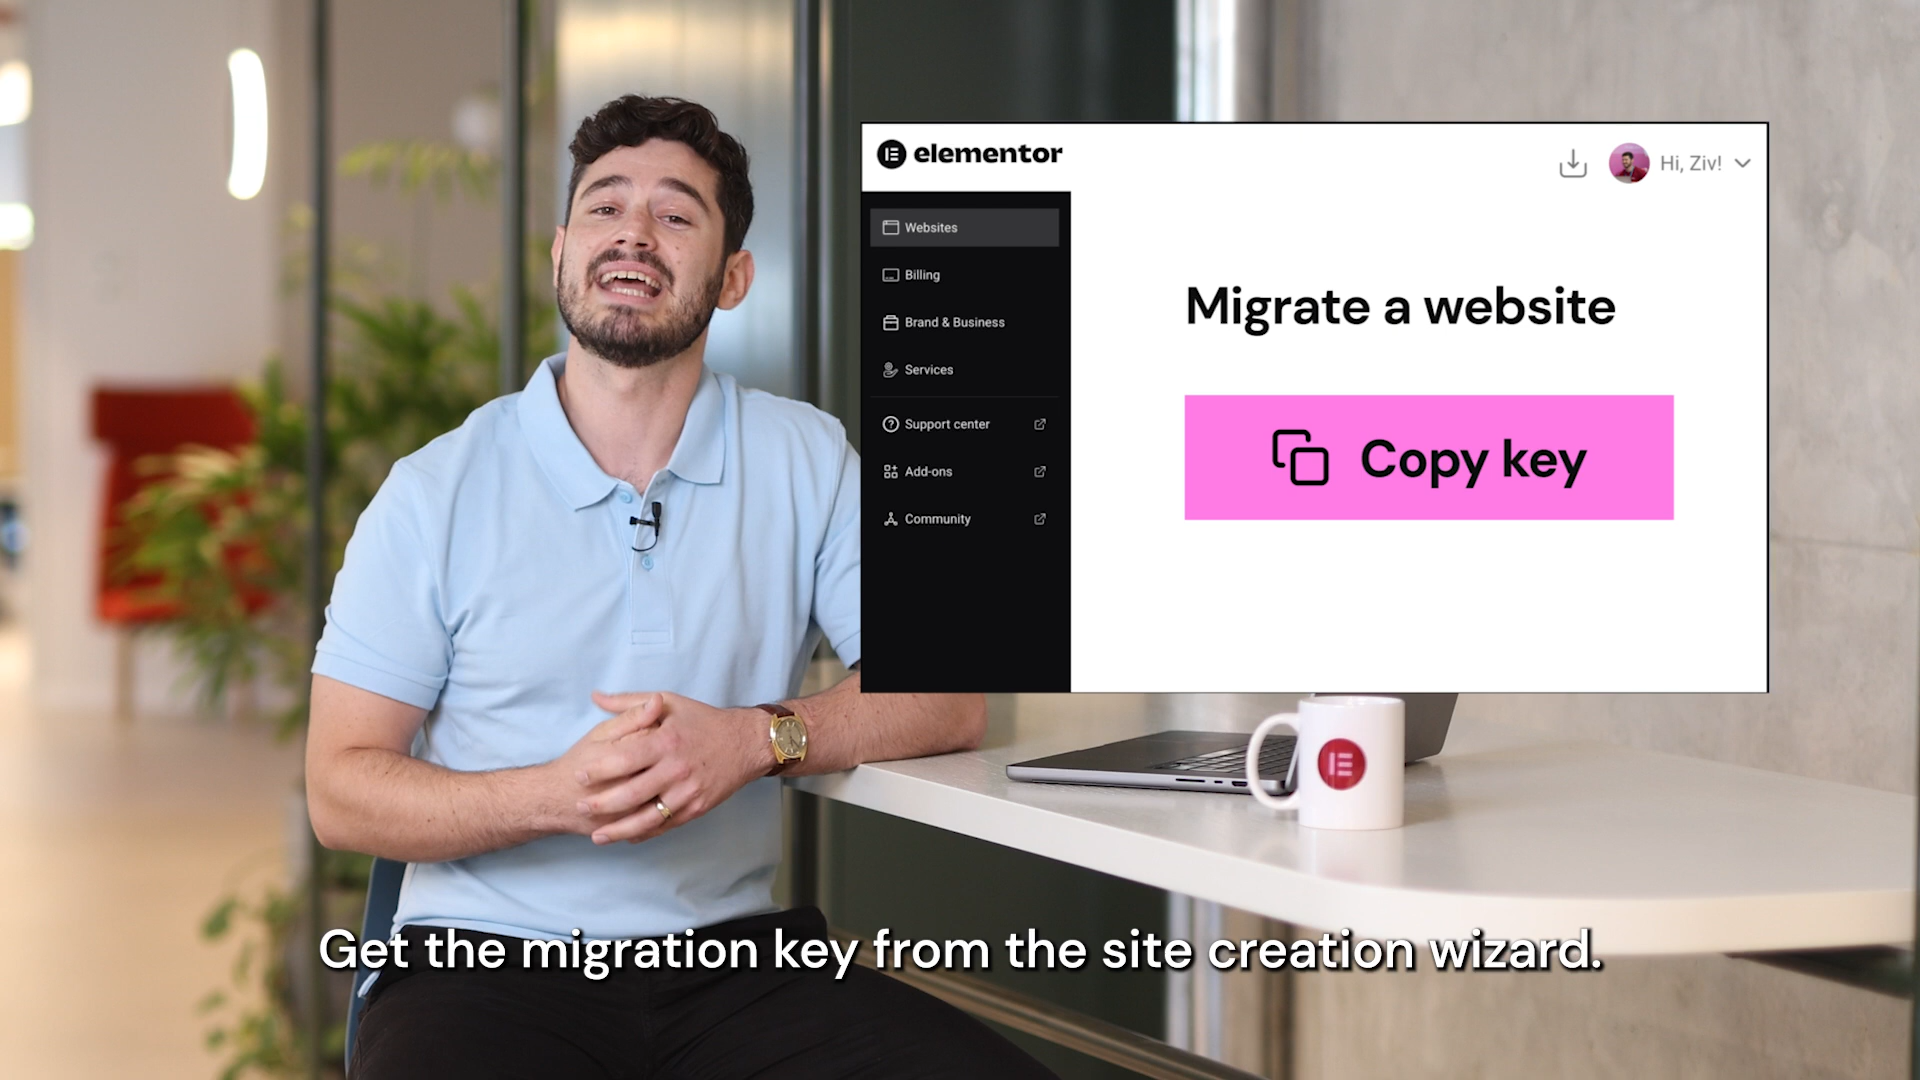 elementor
Hi, Ziv!
Websites
Billing
Brand & Business
Services
Support center
Add-ons
Community
Migrate a website
Copy key
Get the migration key from the site creation wizard.